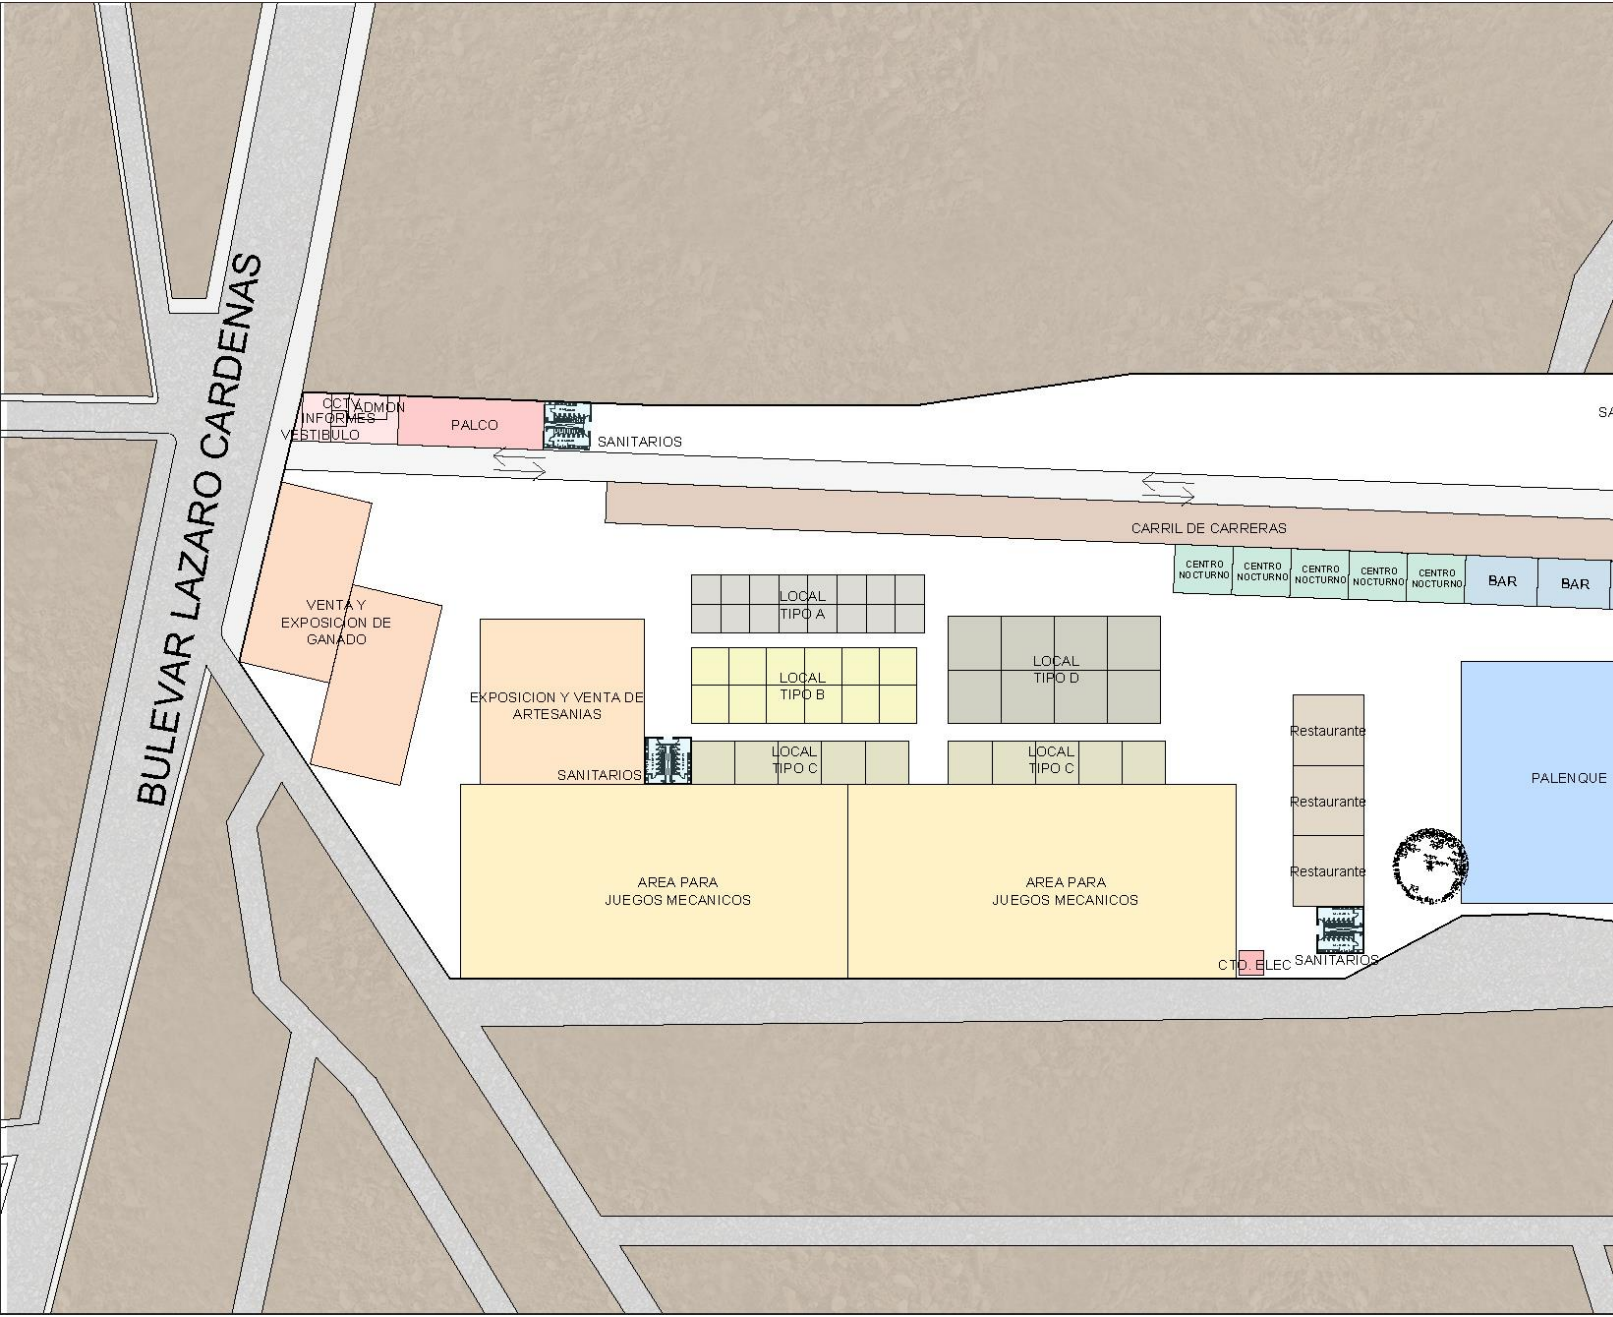 BULEVAR LAZARO CARDENAS
CCTV
ADMON
INFORMES
VESTIBULO
PALCO
SANITARIOS
SA
CARRIL DE CARRERAS
CENTRO
NOCTURNO
CENTRO
NOCTURNO
CENTRO
NOCTURNO
CENTRO
NOCTURNO
CENTRO
NOCTURNO
BAR
BAR
VENTA Y
EXPOSICION DE
GANADO
LOCAL
TIPO A
EXPOSICION Y VENTA DE
ARTESANIAS
LOCAL
TIPO B
LOCAL
TIPO D
SANITARIOS
LOCAL
TIPO C
LOCAL
TIPO C
Restaurante
Restaurante
Restaurante
PALENQUE
AREA PARA
JUEGOS MECANICOS
AREA PARA
JUEGOS MECANICOS
CTO. ELEC
SANITARIOS